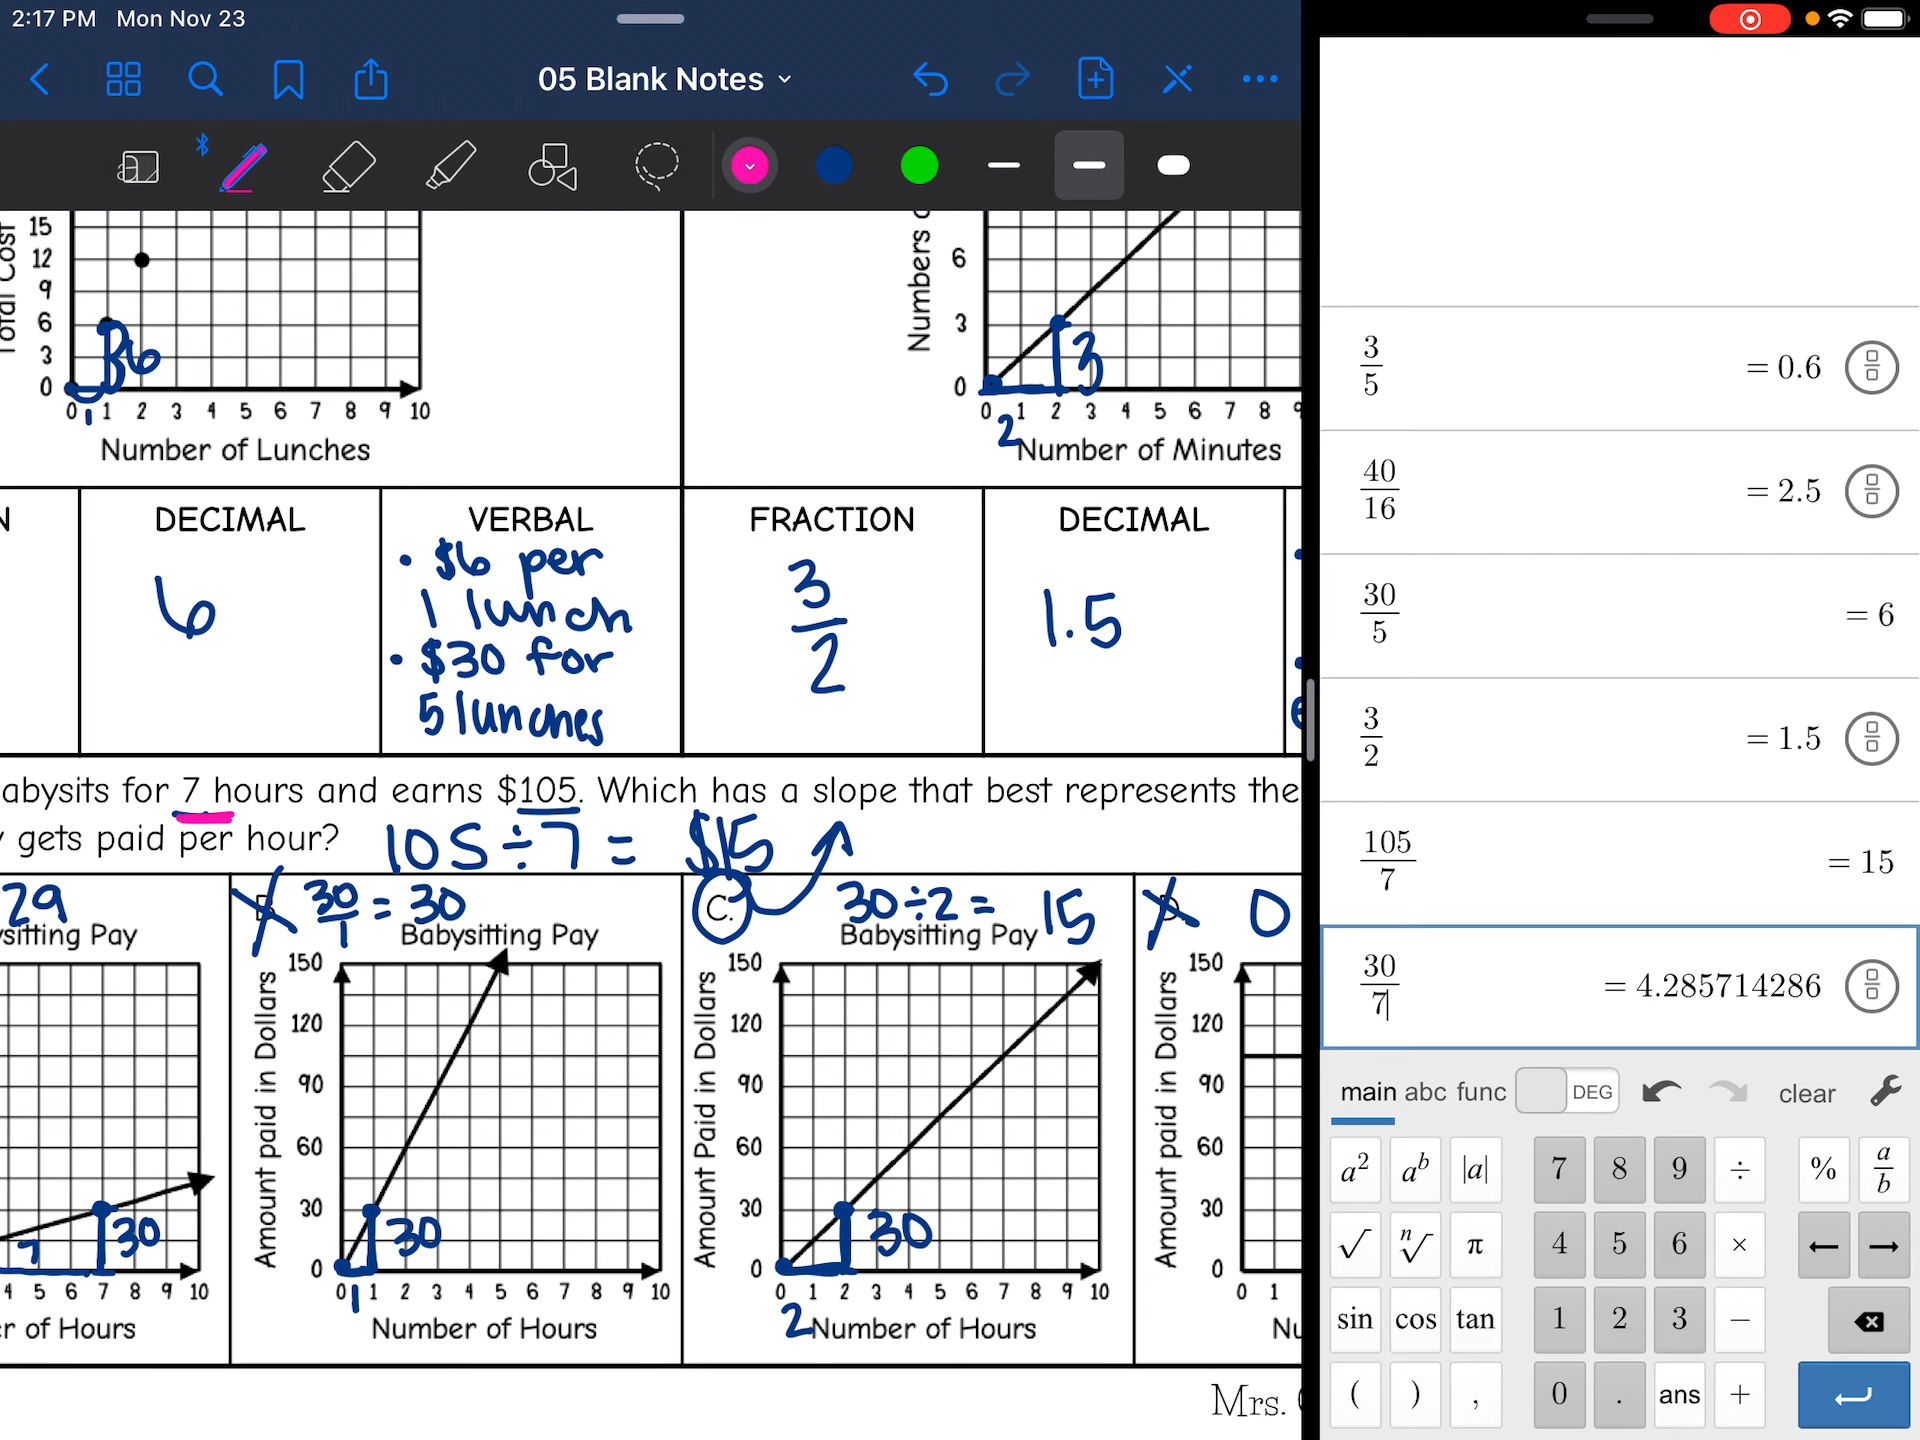 2:17 PM Mon Nov 23
05 Blank Notes
Total Cost
15
12
9
6
3
0
6
0 1 2 3 4 5 6 7 8 9 10
1
Number of Lunches
Numbers
6
3
0
3
0 1 2 3 4 5 6 7 8 9
2
Number of Minutes
N
DECIMAL
6
VERBAL
• $6 per
1 lunch
• $30 for
5 lunches
FRACTION
3
2
DECIMAL
1.5
abysits for 7 hours and earns $105. Which has a slope that best represents the
y gets paid per hour?
105 ÷ 7 = $15
29
sitting Pay
7
30
4 5 6 7 8 9 10
r of Hours
B.
30
1
= 30
Babysitting Pay
Amount paid in Dollars
150
120
90
60
30
0
30
0 1 2 3 4 5 6 7 8 9 10
1
Number of Hours
C.
30÷2= 15
Babysitting Pay
Amount Paid in Dollars
150
120
90
60
30
0
30
0 1 2 3 4 5 6 7 8 9 10
2
Number of Hours
D.
0
Amount paid in Dollars
150
120
90
60
30
0
0 1
Nu
Mrs.
3
5
= 0.6
40
16
= 2.5
30
5
= 6
3
2
= 1.5
105
7
= 15
30
7
= 4.285714286
main abc func DEG clear
a² aᵇ |a| 7 8 9 ÷ % a/b
√ ⁿ√ π 4 5 6 × ← →
sin cos tan 1 2 3 −
( ) , 0 . ans +